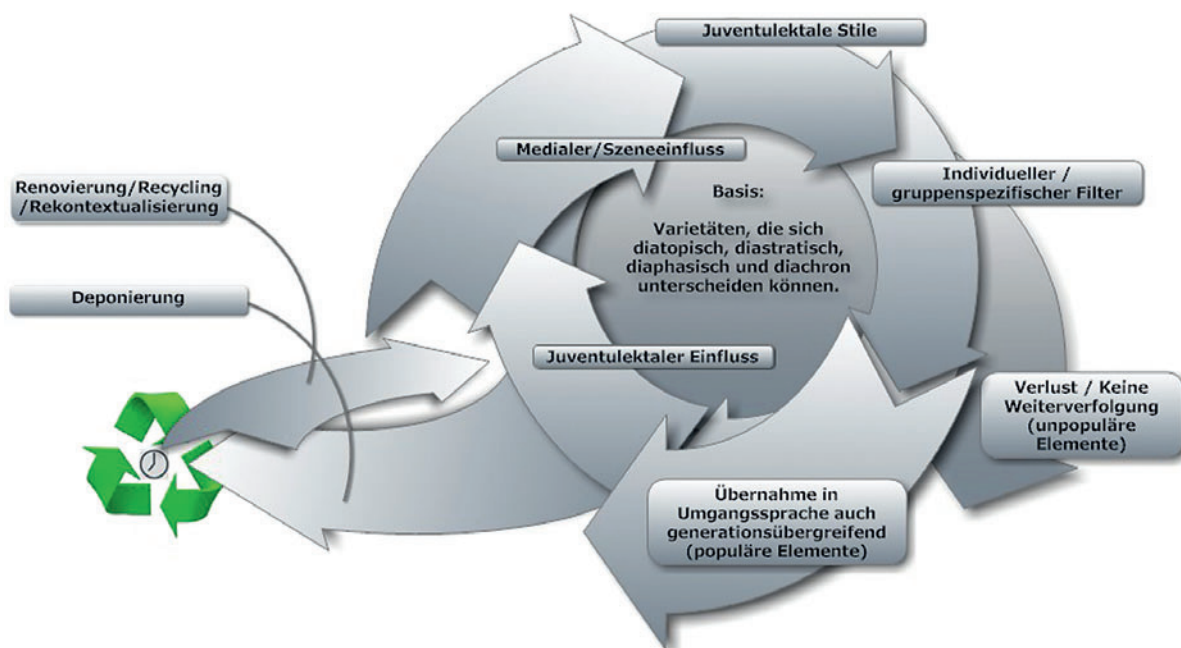 Juventulektale Stile
Medialer/Szeneeinfluss
Renovierung/Recycling
/Rekontextualisierung
Individueller /
gruppenspezifischer Filter
Basis:
Varietäten, die sich
diatopisch, diastratisch,
diaphasisch und diachron
unterscheiden können.
Deponierung
Juventulektaler Einfluss
Verlust / Keine
Weiterverfolgung
(unpopuläre
Elemente)
Übernahme in
Umgangssprache auch
generationsübergreifend
(populäre Elemente)